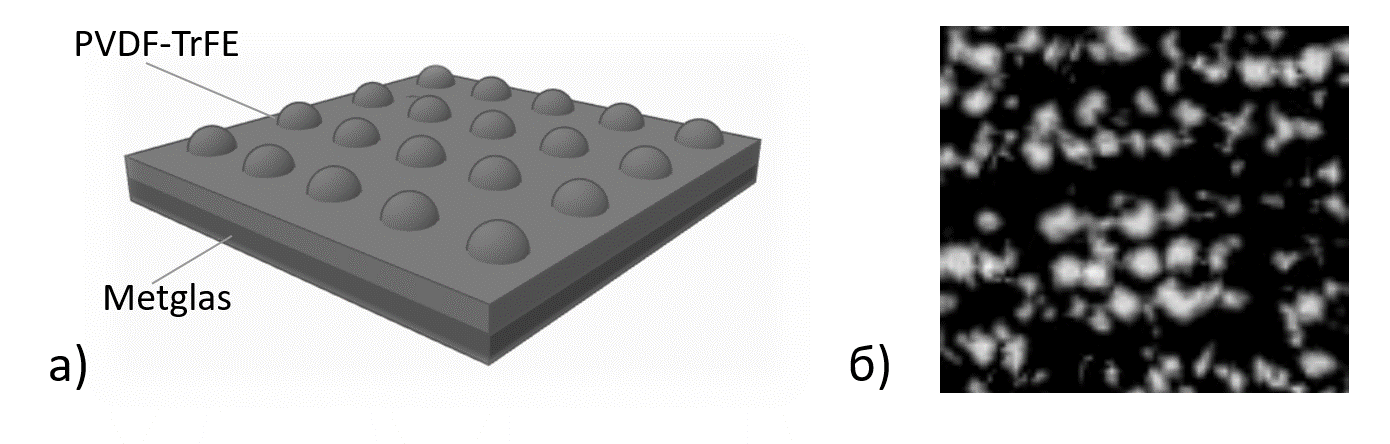 PVDF-TrFE
Metglas
а)
б)